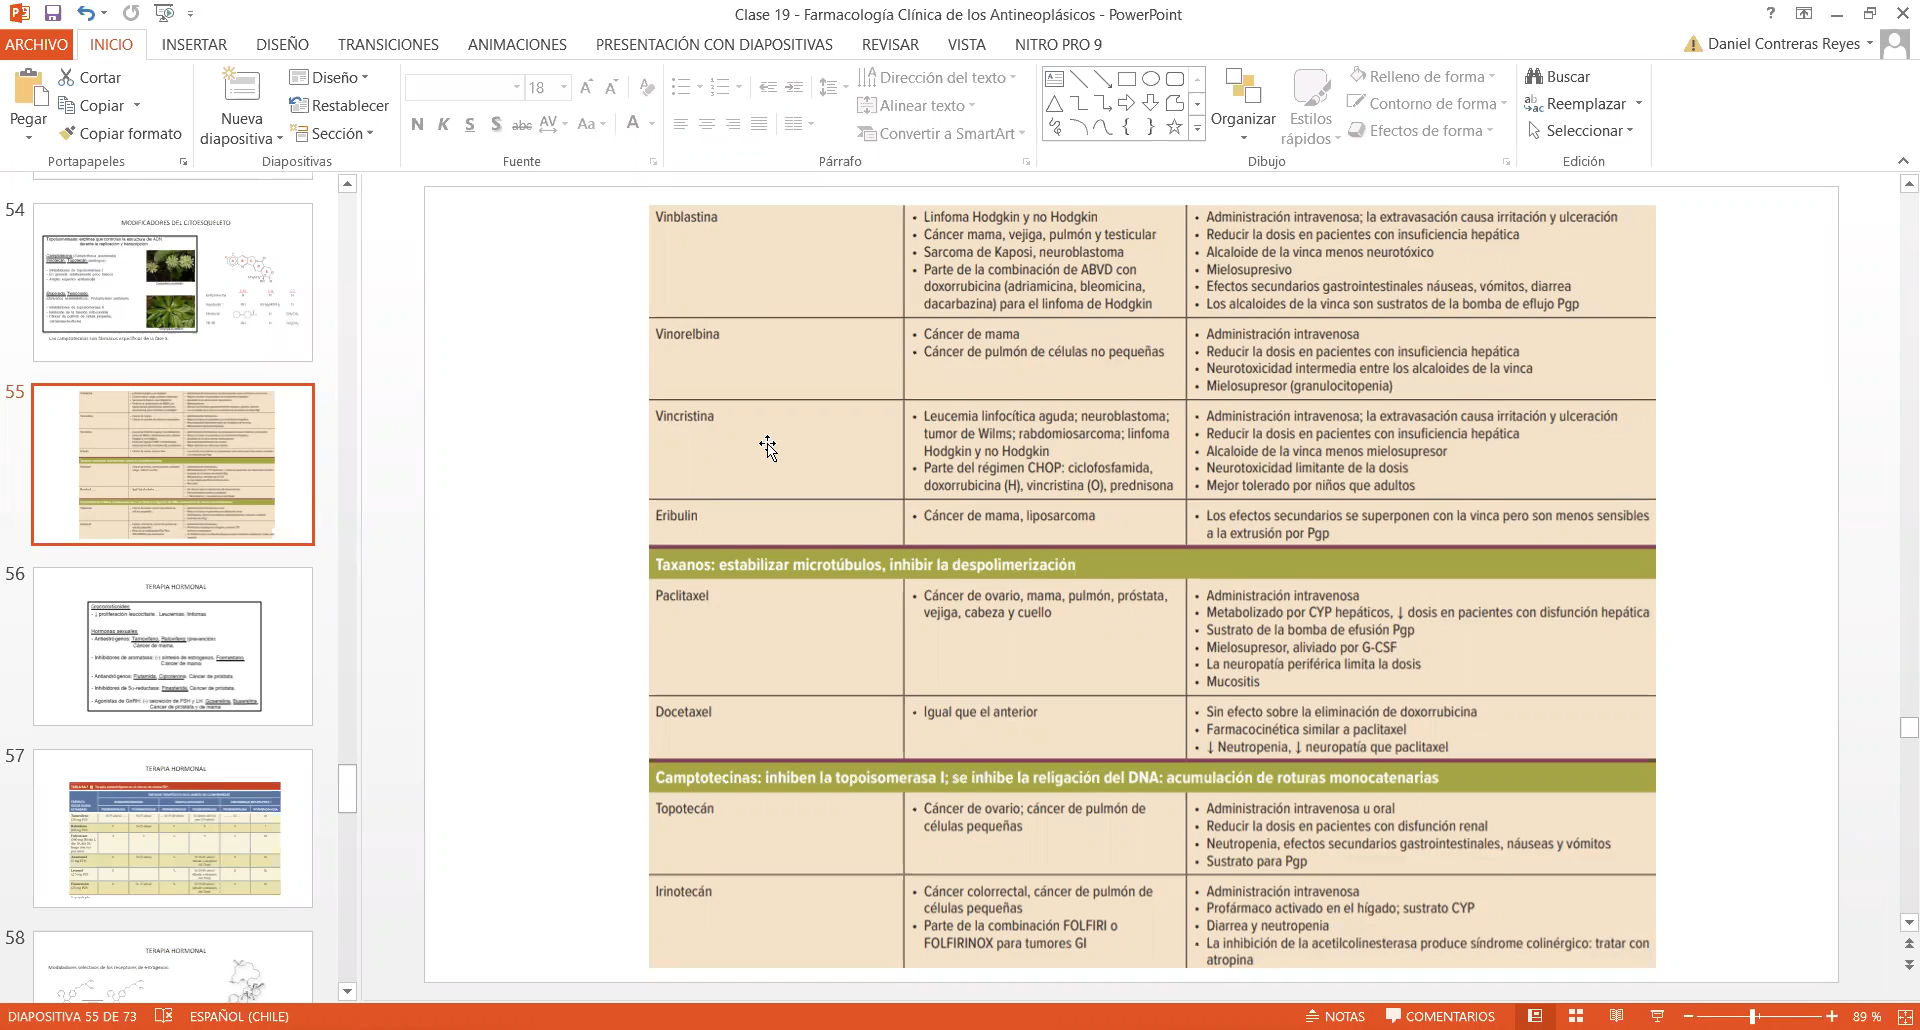 Clase 19 - Farmacología Clínica de los Antineoplásicos - PowerPoint
ARCHIVO INICIO INSERTAR DISEÑO TRANSICIONES ANIMACIONES PRESENTACIÓN CON DIAPOSITIVAS REVISAR VISTA NITRO PRO 9
Daniel Contreras Reyes
Pegar
Cortar
Copiar
Copiar formato
Portapapeles
Nueva
diapositiva
Diseño
Restablecer
Sección
Diapositivas
18
N K S S abc AV Aa A
Fuente
Dirección del texto
Alinear texto
Convertir a SmartArt
Párrafo
Organizar
Estilos
rápidos
Relleno de forma
Contorno de forma
Efectos de forma
Dibujo
Buscar
Reemplazar
Seleccionar
Edición
54
MODIFICADORES DEL CITOESQUELETO
55
56
TERAPIA HORMONAL
Glucocorticoides
Hormonas sexuales
57
TERAPIA HORMONAL
58
TERAPIA HORMONAL
Vinblastina
• Linfoma Hodgkin y no Hodgkin
• Cáncer mama, vejiga, pulmón y testicular
• Sarcoma de Kaposi, neuroblastoma
• Parte de la combinación de ABVD con
doxorrubicina (adriamicina, bleomicina,
dacarbazina) para el linfoma de Hodgkin
• Administración intravenosa; la extravasación causa irritación y ulceración
• Reducir la dosis en pacientes con insuficiencia hepática
• Alcaloide de la vinca menos neurotóxico
• Mielosupresivo
• Efectos secundarios gastrointestinales náuseas, vómitos, diarrea
• Los alcaloides de la vinca son sustratos de la bomba de eflujo Pgp
Vinorelbina
• Cáncer de mama
• Cáncer de pulmón de células no pequeñas
• Administración intravenosa
• Reducir la dosis en pacientes con insuficiencia hepática
• Neurotoxicidad intermedia entre los alcaloides de la vinca
• Mielosupresor (granulocitopenia)
Vincristina
• Leucemia linfocítica aguda; neuroblastoma;
tumor de Wilms; rabdomiosarcoma; linfoma
Hodgkin y no Hodgkin
• Parte del régimen CHOP: ciclofosfamida,
doxorrubicina (H), vincristina (O), prednisona
• Administración intravenosa; la extravasación causa irritación y ulceración
• Reducir la dosis en pacientes con insuficiencia hepática
• Alcaloide de la vinca menos mielosupresor
• Neurotoxicidad limitante de la dosis
• Mejor tolerado por niños que adultos
Eribulin
• Cáncer de mama, liposarcoma
• Los efectos secundarios se superponen con la vinca pero son menos sensibles
a la extrusión por Pgp
Taxanos: estabilizar microtúbulos, inhibir la despolimerización
Paclitaxel
• Cáncer de ovario, mama, pulmón, próstata,
vejiga, cabeza y cuello
• Administración intravenosa
• Metabolizado por CYP hepáticos, ↓ dosis en pacientes con disfunción hepática
• Sustrato de la bomba de efusión Pgp
• Mielosupresor, aliviado por G-CSF
• La neuropatía periférica limita la dosis
• Mucositis
Docetaxel
• Igual que el anterior
• Sin efecto sobre la eliminación de doxorrubicina
• Farmacocinética similar a paclitaxel
• ↓ Neutropenia, ↓ neuropatía que paclitaxel
Camptotecinas: inhiben la topoisomerasa I; se inhibe la religación del DNA: acumulación de roturas monocatenarias
Topotecán
• Cáncer de ovario; cáncer de pulmón de
células pequeñas
• Administración intravenosa u oral
• Reducir la dosis en pacientes con disfunción renal
• Neutropenia, efectos secundarios gastrointestinales, náuseas y vómitos
• Sustrato para Pgp
Irinotecán
• Cáncer colorrectal, cáncer de pulmón de
células pequeñas
• Parte de la combinación FOLFIRI o
FOLFIRINOX para tumores GI
• Administración intravenosa
• Profármaco activado en el hígado; sustrato CYP
• Diarrea y neutropenia
• La inhibición de la acetilcolinesterasa produce síndrome colinérgico: tratar con
atropina
DIAPOSITIVA 55 DE 73 ESPAÑOL (CHILE) NOTAS COMENTARIOS 89 %